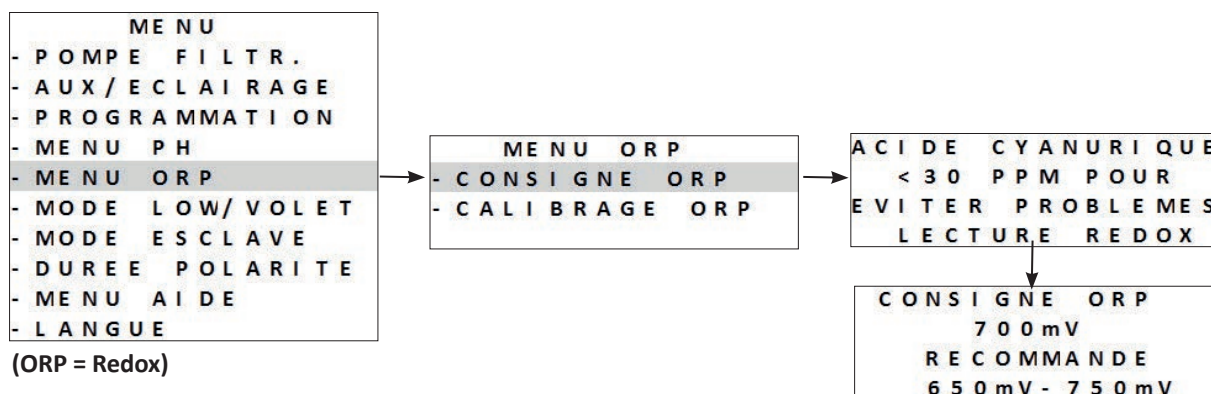 MENU
- POMPE FILTR.
- AUX/ECLAIRAGE
- PROGRAMMATION
- MENU PH
- MENU ORP
- MODE LOW/VOLET
- MODE ESCLAVE
- DUREE POLARITE
- MENU AIDE
- LANGUE
(ORP = Redox)
MENU ORP
- CONSIGNE ORP
- CALIBRAGE ORP
ACIDE CYANURIQUE
<30 PPM POUR
EVITER PROBLEMES
LECTURE REDOX
CONSIGNE ORP
700mV
RECOMMANDE
650mV-750mV